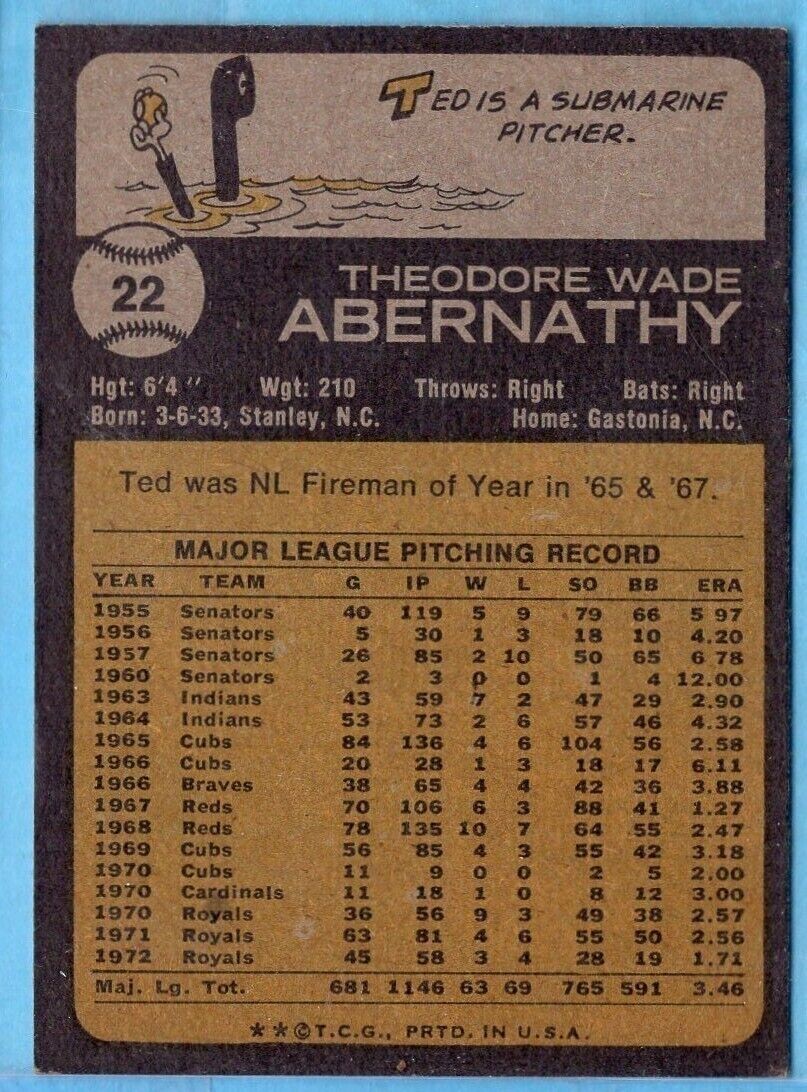 TED IS A SUBMARINE
PITCHER.
22
THEODORE WADE
ABERNATHY
Hgt: 6'4" Wgt: 210 Throws: Right Bats: Right
Born: 3-6-33, Stanley, N.C. Home: Gastonia, N.C.
Ted was NL Fireman of Year in '65 & '67.
MAJOR LEAGUE PITCHING RECORD
YEAR TEAM G IP W L SO BB ERA
1955 Senators 40 119 5 9 79 66 5 97
1956 Senators 5 30 1 3 18 10 4.20
1957 Senators 26 85 2 10 50 65 6 78
1960 Senators 2 3 0 0 1 4 12.00
1963 Indians 43 59 7 2 47 29 2.90
1964 Indians 53 73 2 6 57 46 4.32
1965 Cubs 84 136 4 6 104 56 2.58
1966 Cubs 20 28 1 3 18 17 6.11
1966 Braves 38 65 4 4 42 36 3.88
1967 Reds 70 106 6 3 88 41 1.27
1968 Reds 78 135 10 7 64 55 2.47
1969 Cubs 56 85 4 3 55 42 3.18
1970 Cubs 11 9 0 0 2 5 2.00
1970 Cardinals 11 18 1 0 8 12 3.00
1970 Royals 36 56 9 3 49 38 2.57
1971 Royals 63 81 4 6 55 50 2.56
1972 Royals 45 58 3 4 28 19 1.71
Maj. Lg. Tot. 681 1146 63 69 765 591 3.46
**©T.C.G., PRTD. IN U.S.A.